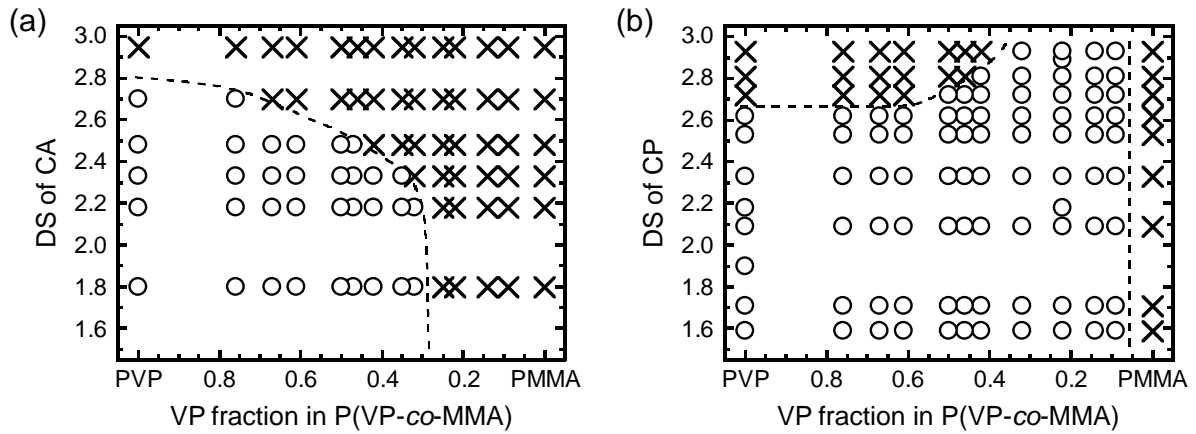 (a)
DS of CA
3.0
2.8
2.6
2.4
2.2
2.0
1.8
1.6
PVP 0.8 0.6 0.4 0.2 PMMA
VP fraction in P(VP-co-MMA)
(b)
DS of CP
3.0
2.8
2.6
2.4
2.2
2.0
1.8
1.6
PVP 0.8 0.6 0.4 0.2 PMMA
VP fraction in P(VP-co-MMA)